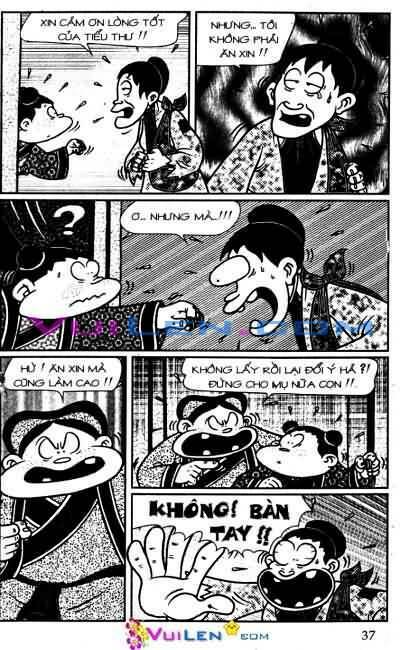 XIN CẢM ƠN LÒNG TỐT
CỦA TIỂU THƯ !!
NHƯNG... TÔI
KHÔNG PHẢI
ĂN XIN !!
?
Ơ... NHƯNG MÀ...!!!
VUILEN.COM
HỨ ! ĂN XIN MÀ
CŨNG LÀM CAO !!
KHÔNG LẤY RỒI LẠI ĐỔI Ý HẢ ?!
ĐỪNG CHO MỤ NỮA CON !!
KHÔNG! BÀN
TAY !!
37
VUILEN.COM